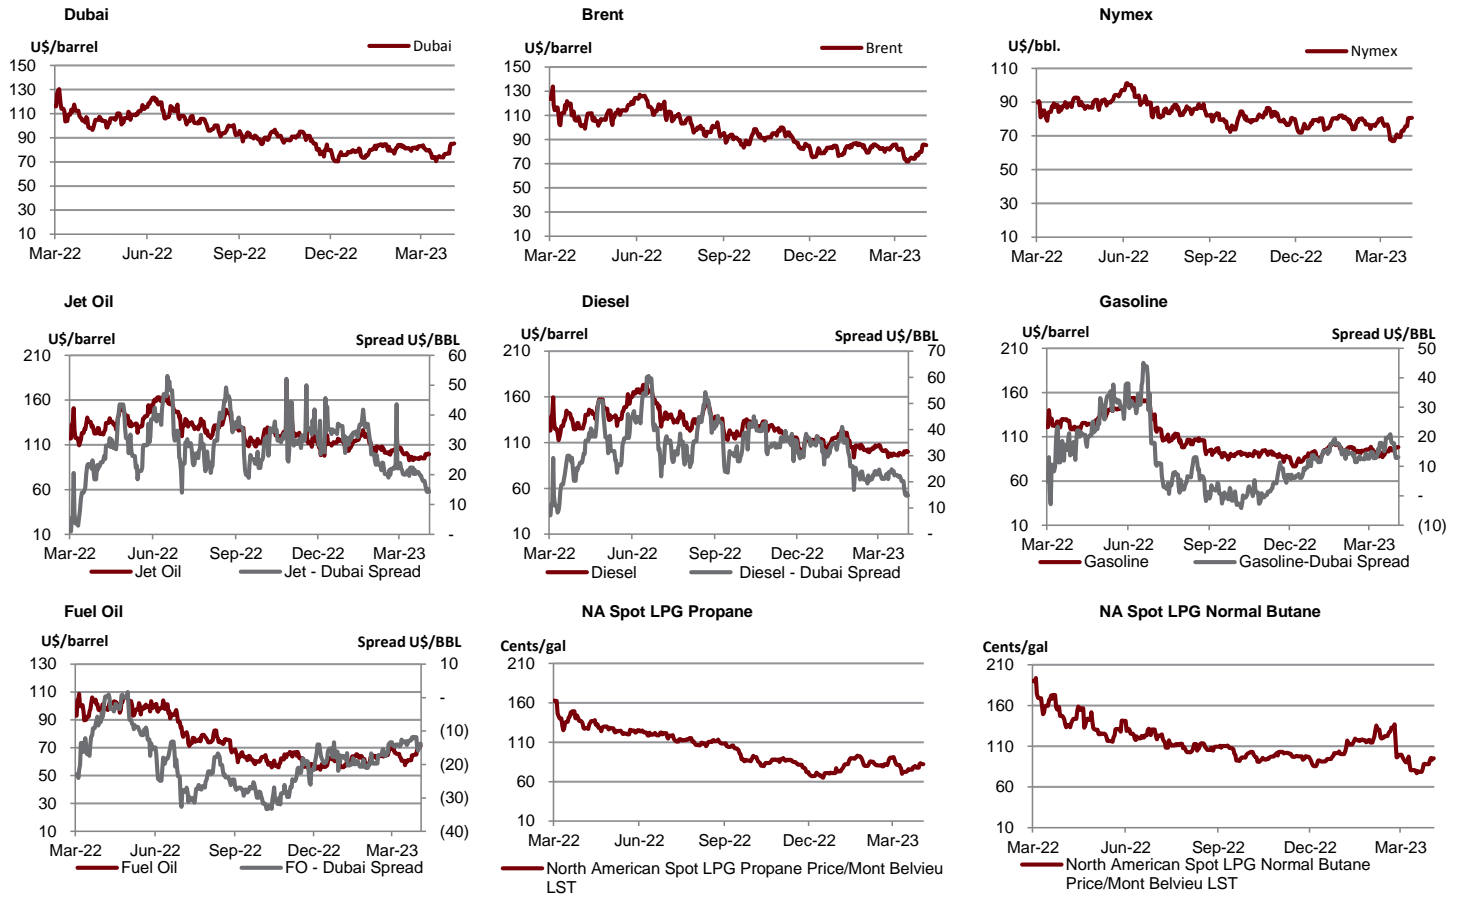 Dubai
U$/barrel
Dubai
150
130
110
90
70
50
30
10
Mar-22 Jun-22 Sep-22 Dec-22 Mar-23
Brent
U$/barrel
Brent
150
130
110
90
70
50
30
10
Mar-22 Jun-22 Sep-22 Dec-22 Mar-23
Nymex
U$/bbl.
Nymex
110
90
70
50
30
10
Mar-22 Jun-22 Sep-22 Dec-22 Mar-23
Jet Oil
U$/barrel Spread U$/BBL
210
160
110
60
10
60
50
40
30
20
10
-
Mar-22 Jun-22 Sep-22 Dec-22 Mar-23
Jet Oil Jet - Dubai Spread
Diesel
U$/barrel Spread U$/BBL
210
160
110
60
10
70
60
50
40
30
20
10
-
Mar-22 Jun-22 Sep-22 Dec-22 Mar-23
Diesel Diesel - Dubai Spread
Gasoline
U$/barrel Spread U$/BBL
210
160
110
60
10
50
40
30
20
10
-
(10)
Mar-22 Jun-22 Sep-22 Dec-22 Mar-23
Gasoline Gasoline-Dubai Spread
Fuel Oil
U$/barrel Spread U$/BBL
130
110
90
70
50
30
10
10
-
(10)
(20)
(30)
(40)
Mar-22 Jun-22 Sep-22 Dec-22 Mar-23
Fuel Oil FO - Dubai Spread
NA Spot LPG Propane
Cents/gal
210
160
110
60
10
Mar-22 Jun-22 Sep-22 Dec-22 Mar-23
North American Spot LPG Propane Price/Mont Belvieu
LST
NA Spot LPG Normal Butane
Cents/gal
210
160
110
60
10
Mar-22 Jun-22 Sep-22 Dec-22 Mar-23
North American Spot LPG Normal Butane
Price/Mont Belvieu LST